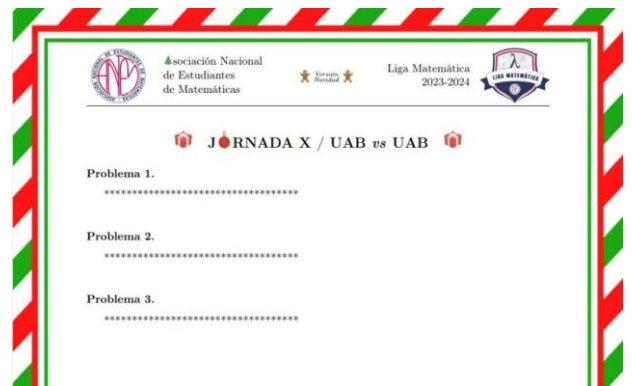 Asociación Nacional
de Estudiantes
de Matemáticas
Versión
Navidad
Liga Matemática
2023-2024
LIGA MATEMÁTICA
JORNADA X / UAB vs UAB
Problema 1.
***********************************
Problema 2.
***********************************
Problema 3.
***********************************